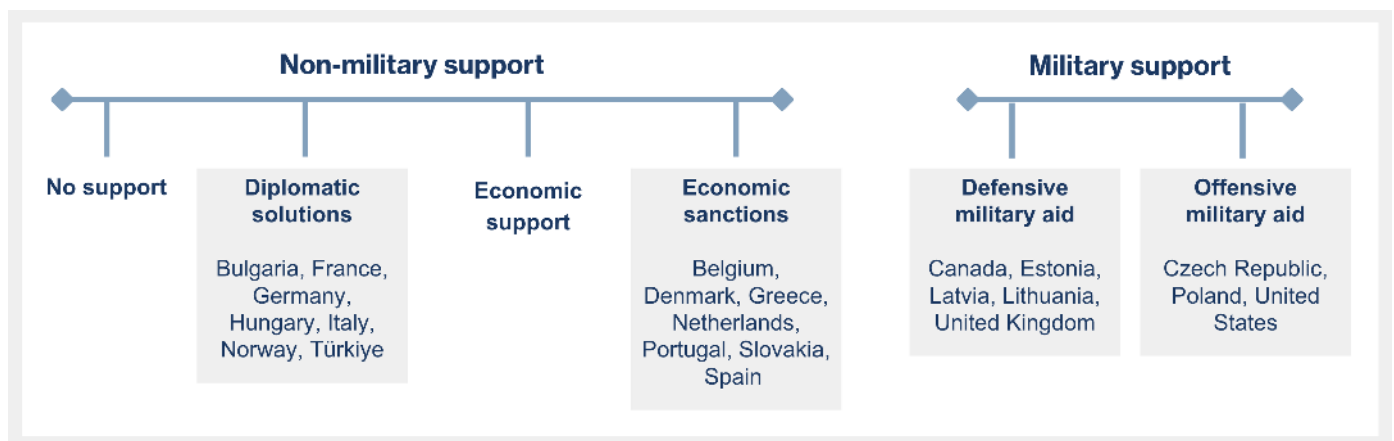 Non-military support
Military support
No support
Diplomatic
solutions
Bulgaria, France,
Germany,
Hungary, Italy,
Norway, Türkiye
Economic
support
Economic
sanctions
Belgium,
Denmark, Greece,
Netherlands,
Portugal, Slovakia,
Spain
Defensive
military aid
Canada, Estonia,
Latvia, Lithuania,
United Kingdom
Offensive
military aid
Czech Republic,
Poland, United
States